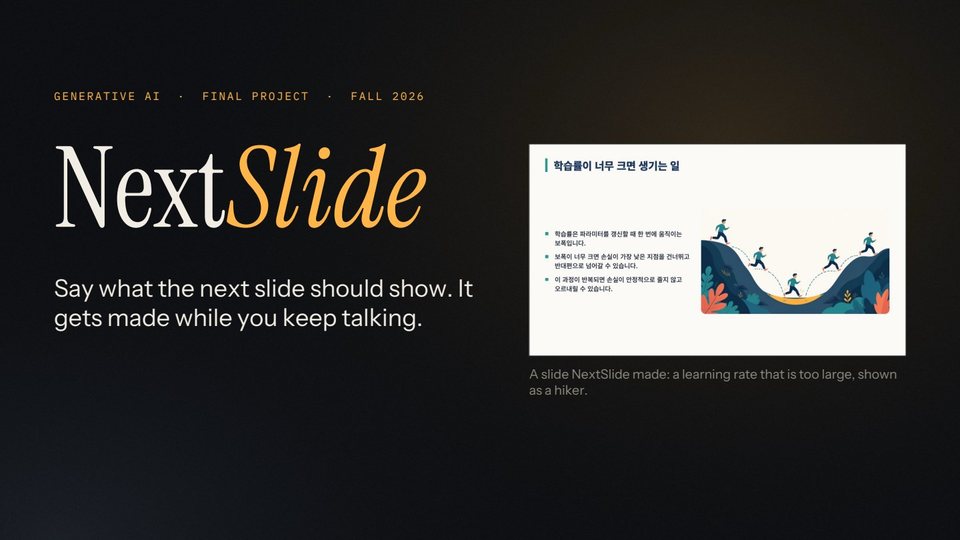 GENERATIVE AI · FINAL PROJECT · FALL 2026
NextSlide
Say what the next slide should show. It
gets made while you keep talking.
학습률이 너무 크면 생기는 일
학습률은 파라미터를 갱신할 때 한 번에 움직이는
보폭입니다.
보폭이 너무 크면 손실이 가장 낮은 지점을 건너뛰고
반대편으로 넘어갈 수 있습니다.
이 과정이 반복되면 손실이 안정적으로 줄지 않고
오르내릴 수 있습니다.
A slide NextSlide made: a learning rate that is too large, shown
as a hiker.